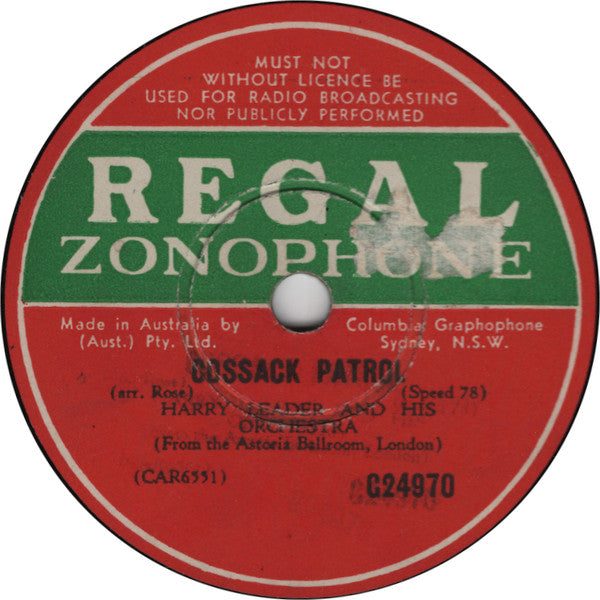 MUST NOT
WITHOUT LICENCE BE
USED FOR RADIO BROADCASTING
NOR PUBLICLY PERFORMED
REGAL
ZONOPHONE
Made in Australia by Columbia Graphophone
(Aust.) Pty. Ltd. Sydney, N.S.W.
COSSACK PATROL
(arr. Rose) (Speed 78)
HARRY LEADER AND HIS
ORCHESTRA
(From the Astoria Ballroom, London)
(CAR6551) G24970